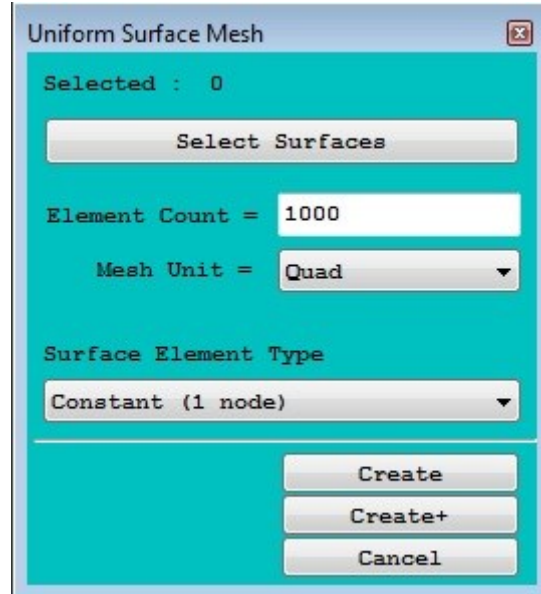 Uniform Surface Mesh
Selected : 0
Select Surfaces
Element Count = 1000
Mesh Unit = Quad
Surface Element Type
Constant (1 node)
Create
Create+
Cancel